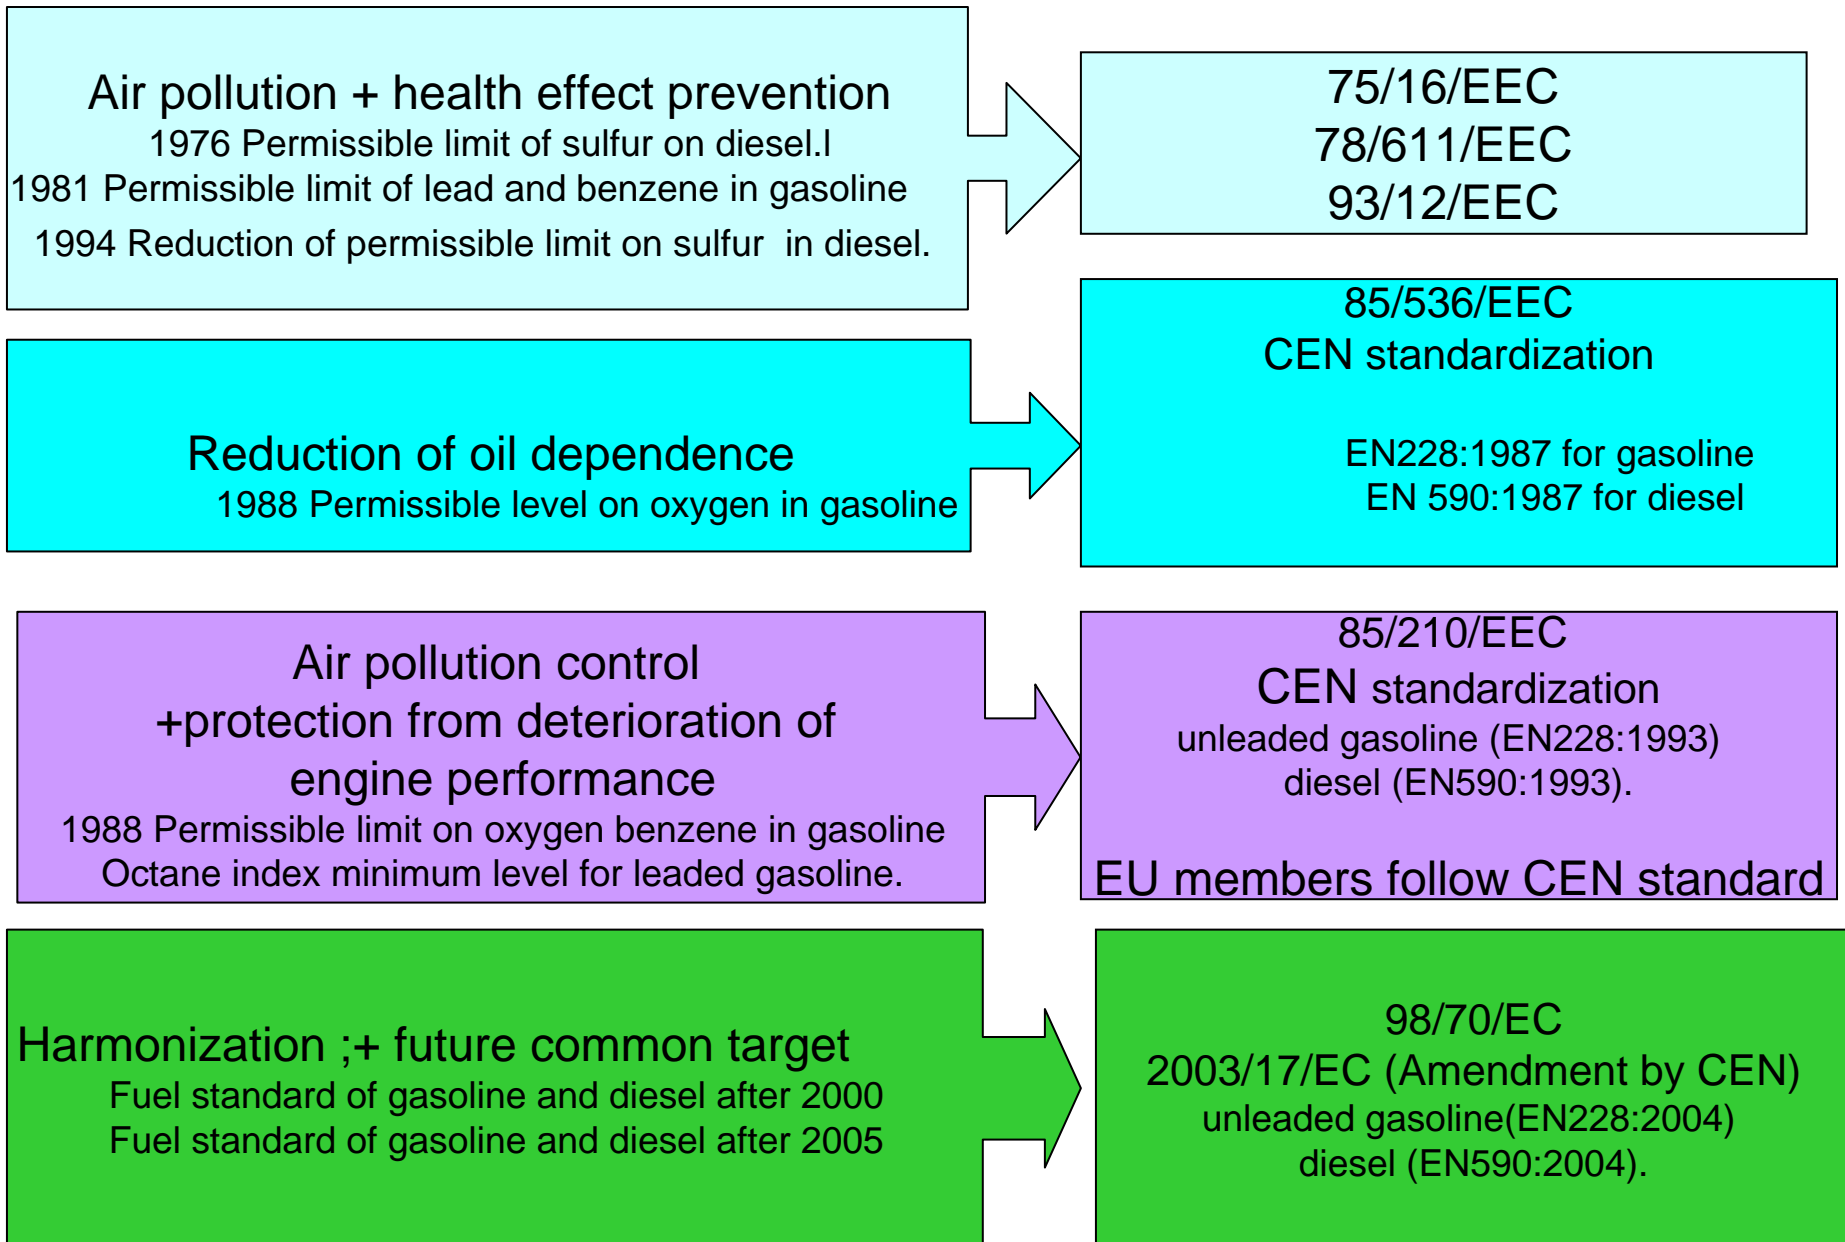 Air pollution + health effect prevention
1976 Permissible limit of sulfur on diesel.l
1981 Permissible limit of lead and benzene in gasoline
1994 Reduction of permissible limit on sulfur in diesel.
75/16/EEC
78/611/EEC
93/12/EEC
Reduction of oil dependence
1988 Permissible level on oxygen in gasoline
85/536/EEC
CEN standardization
EN228:1987 for gasoline
EN 590:1987 for diesel
Air pollution control
+protection from deterioration of
engine performance
1988 Permissible limit on oxygen benzene in gasoline
Octane index minimum level for leaded gasoline.
85/210/EEC
CEN standardization
unleaded gasoline (EN228:1993)
diesel (EN590:1993).
EU members follow CEN standard
Harmonization ;+ future common target
Fuel standard of gasoline and diesel after 2000
Fuel standard of gasoline and diesel after 2005
98/70/EC
2003/17/EC (Amendment by CEN)
unleaded gasoline(EN228:2004)
diesel (EN590:2004).